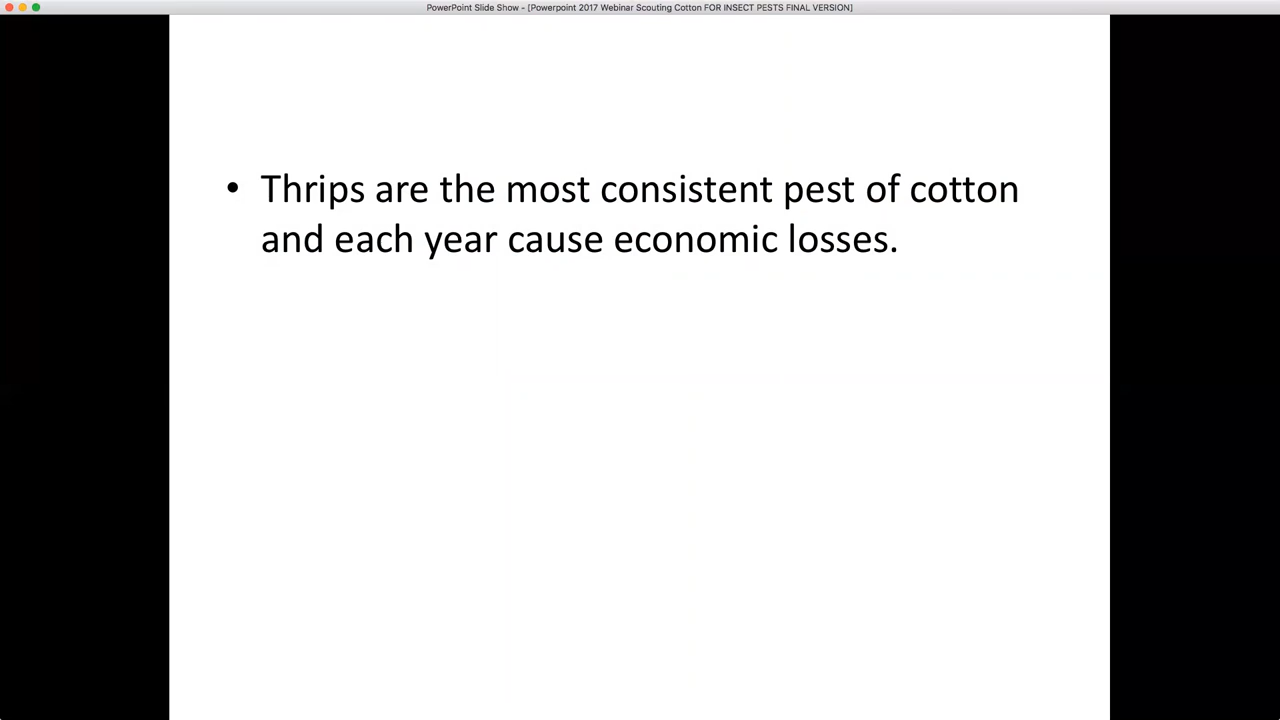 PowerPoint Slide Show - [Powerpoint 2017 Webinar Scouting Cotton FOR INSECT PESTS FINAL VERSION]
• Thrips are the most consistent pest of cotton
and each year cause economic losses.